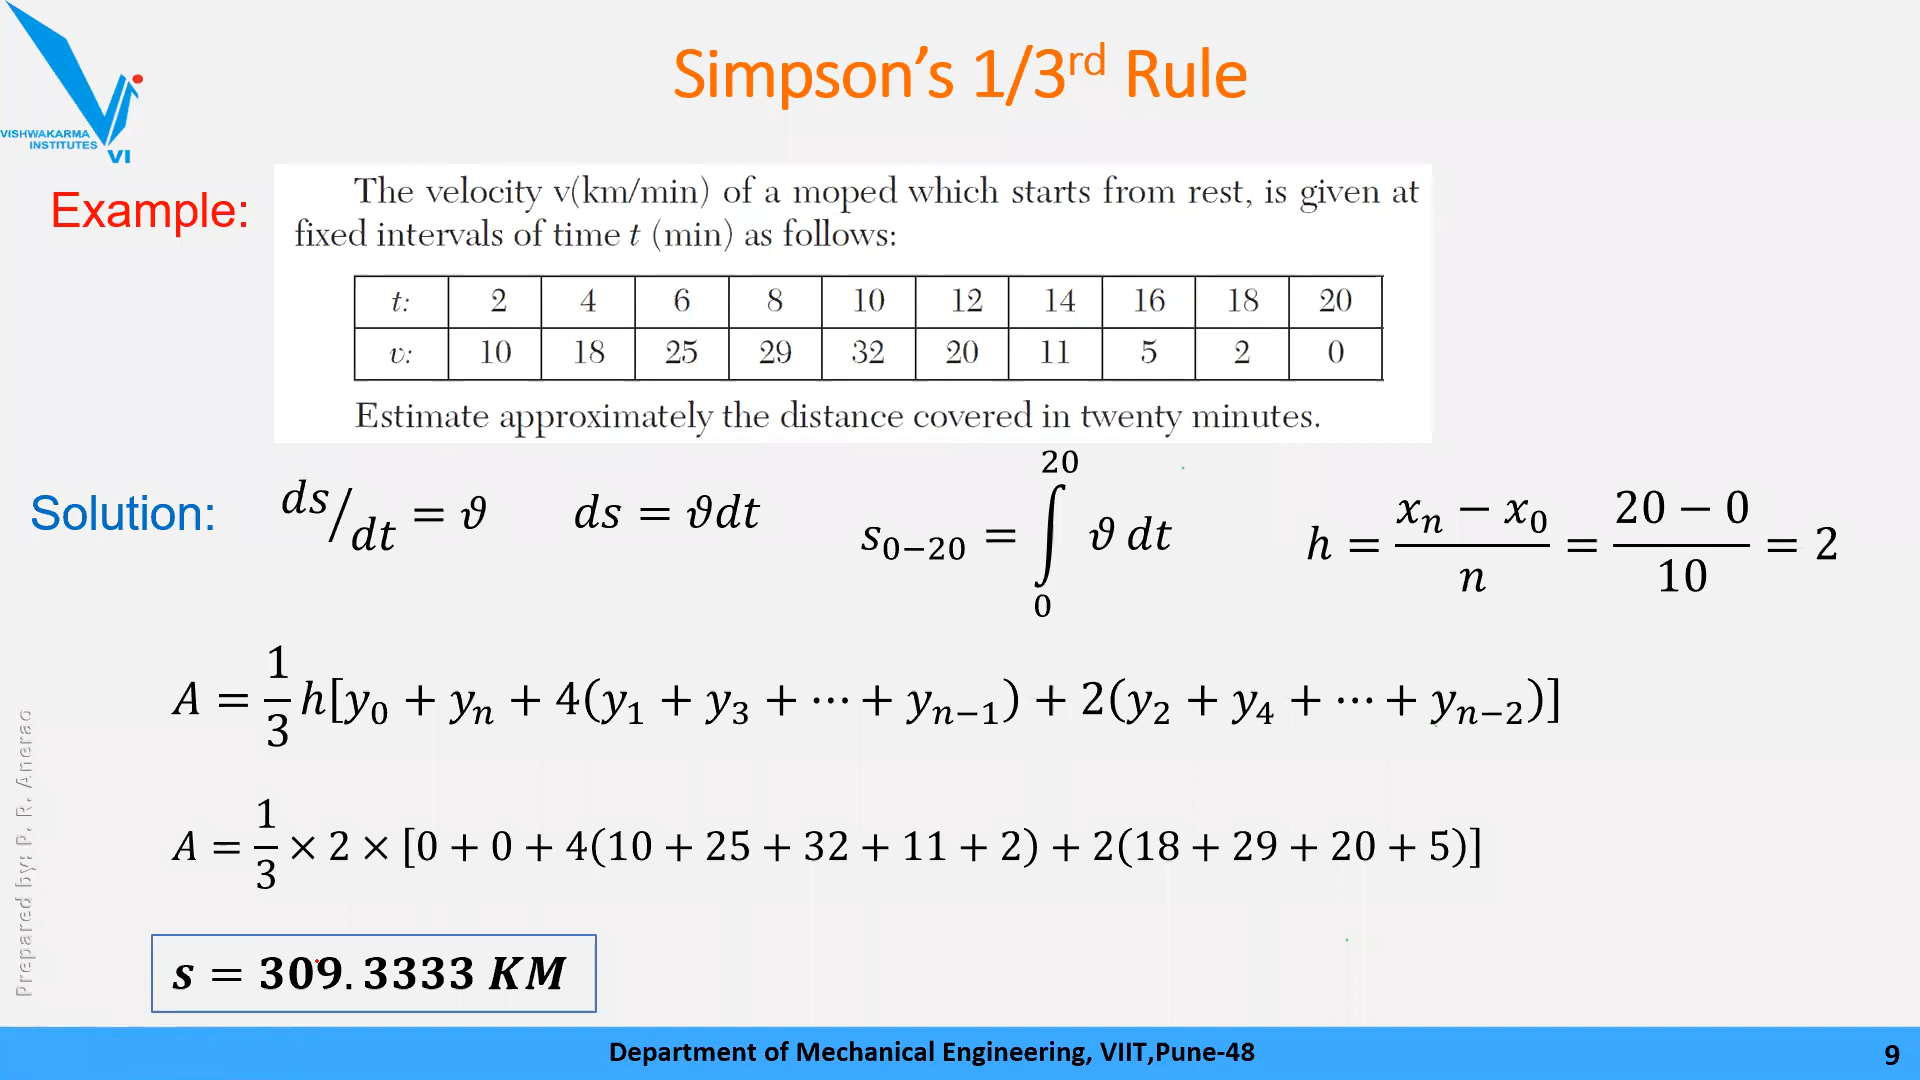 Simpson's 1/3rd Rule
VISHWAKARMA
INSTITUTES
VI
Example:
The velocity v(km/min) of a moped which starts from rest, is given at
fixed intervals of time t (min) as follows:
t: 2 4 6 8 10 12 14 16 18 20
v: 10 18 25 29 32 20 11 5 2 0
Estimate approximately the distance covered in twenty minutes.
Solution: ds/dt = ϑ ds = ϑdt s₀₋₂₀ = ∫₀²⁰ ϑ dt h = (xₙ − x₀)/n = (20 − 0)/10 = 2
A = 1/3 h[y₀ + yₙ + 4(y₁ + y₃ + ⋯ + yₙ₋₁) + 2(y₂ + y₄ + ⋯ + yₙ₋₂)]
A = 1/3 × 2 × [0 + 0 + 4(10 + 25 + 32 + 11 + 2) + 2(18 + 29 + 20 + 5)]
s = 309.3333 KM
Prepared by: P. R. Anerao
Department of Mechanical Engineering, VIIT,Pune-48
9